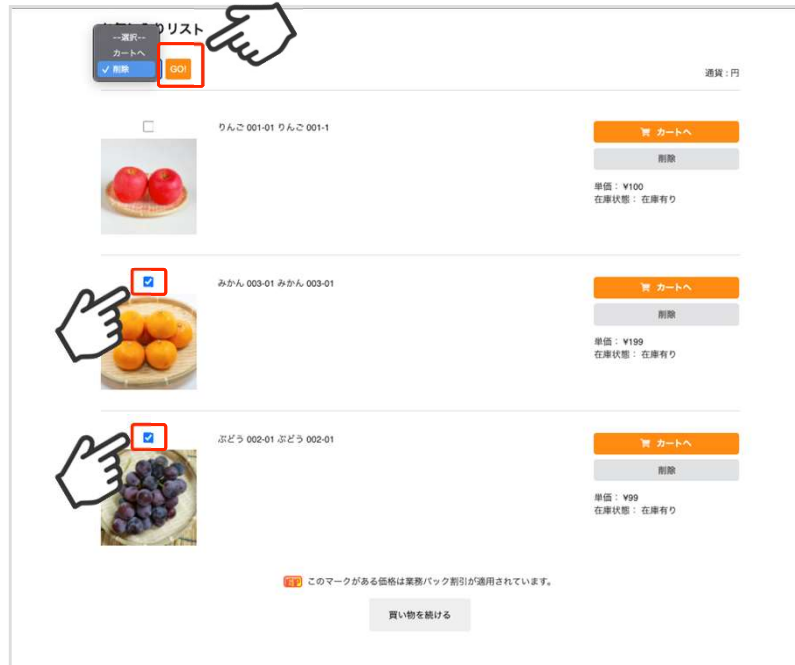 りリスト
--選択--
カートへ
✓ 削除
GO!
通貨 : 円
りんご 001-01 りんご 001-1
カートへ
削除
単価： ¥100
在庫状態： 在庫有り
みかん 003-01 みかん 003-01
カートへ
削除
単価： ¥199
在庫状態： 在庫有り
ぶどう 002-01 ぶどう 002-01
カートへ
削除
単価： ¥99
在庫状態： 在庫有り
このマークがある価格は業務パック割引が適用されています。
買い物を続ける